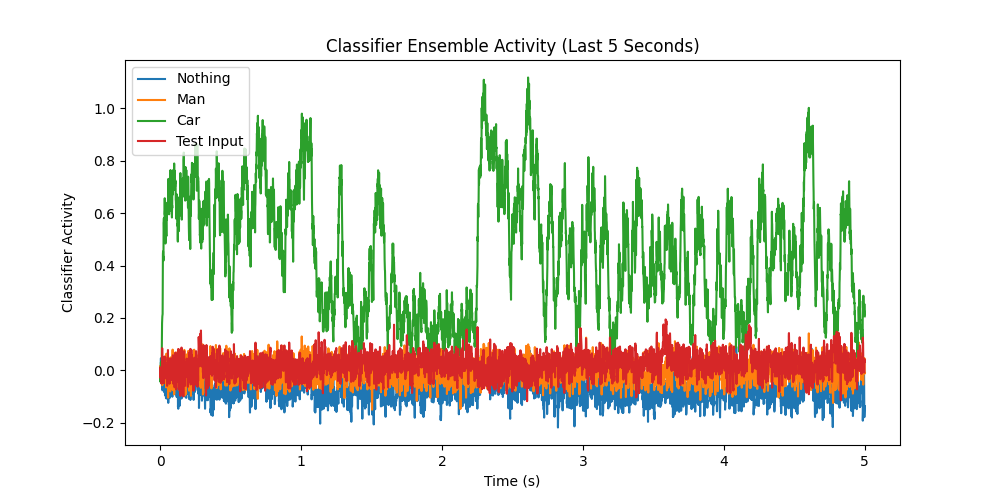 Classifier Ensemble Activity (Last 5 Seconds)
Nothing
Man
Car
Test Input
Classifier Activity
1.0
0.8
0.6
0.4
0.2
0.0
−0.2
0
1
2
3
4
5
Time (s)